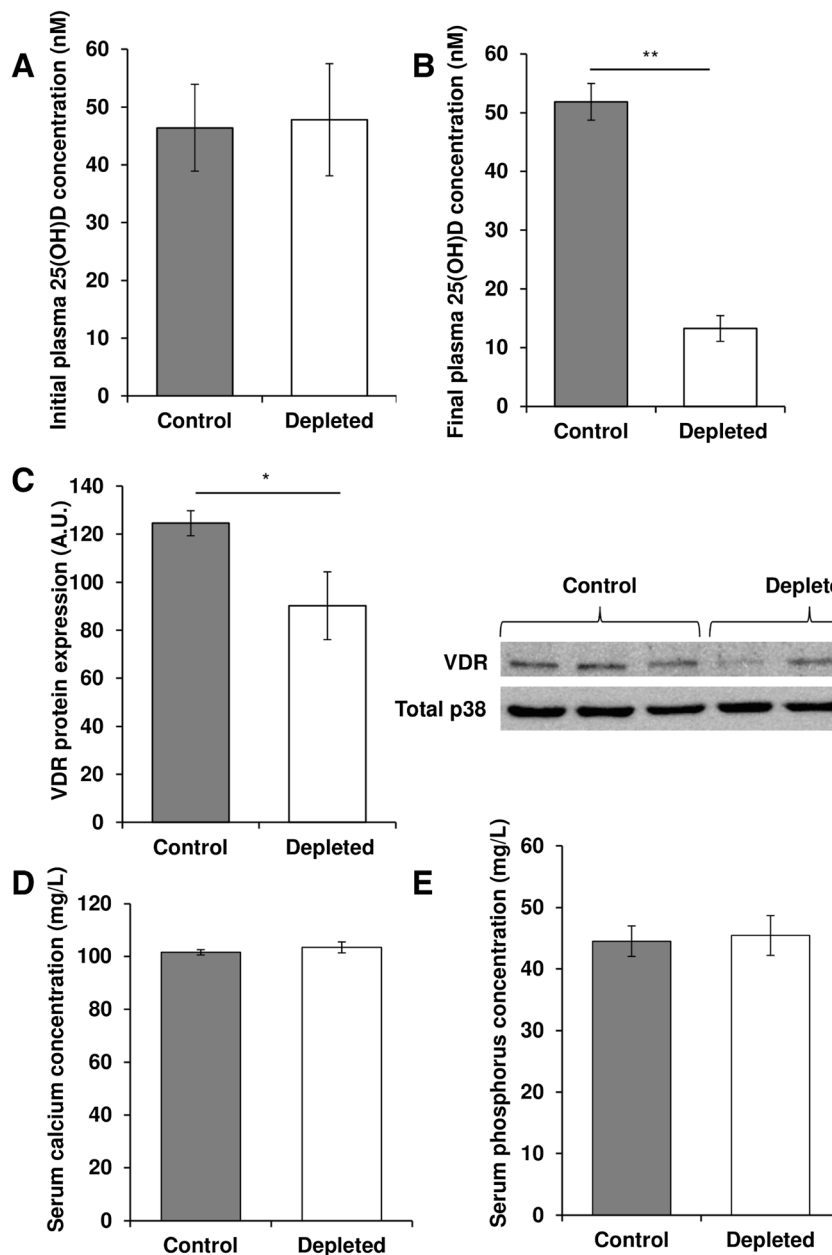 A
Initial plasma 25(OH)D concentration (nM)
60
50
40
30
20
10
0
Control Depleted
B
Final plasma 25(OH)D concentration (nM)
60
50
40
30
20
10
0
**
Control Depleted
C
VDR protein expression (A.U.)
140
120
100
80
60
40
20
0
*
Control Depleted
Control Deplete
VDR
Total p38
D
Serum calcium concentration (mg/L)
120
100
80
60
40
20
0
Control Depleted
E
Serum phosphorus concentration (mg/L)
60
50
40
30
20
10
0
Control Depleted